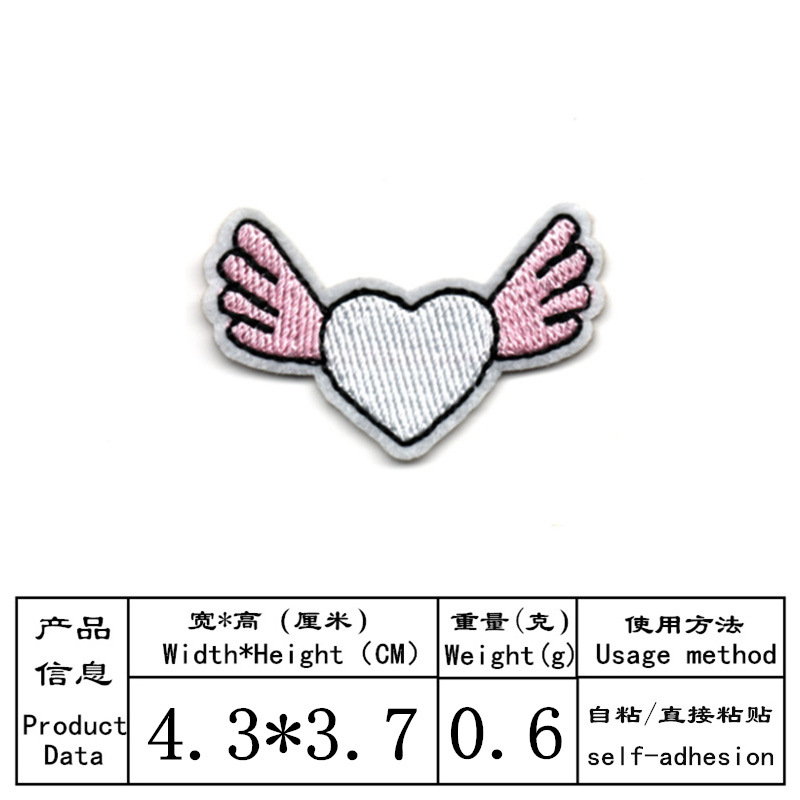 产品
信息
Product
Data
宽*高 (厘米)
Width*Height (CM)
重量(克)
Weight(g)
使用方法
Usage method
4.3*3.7
0.6
自粘/直接粘贴
self-adhesion